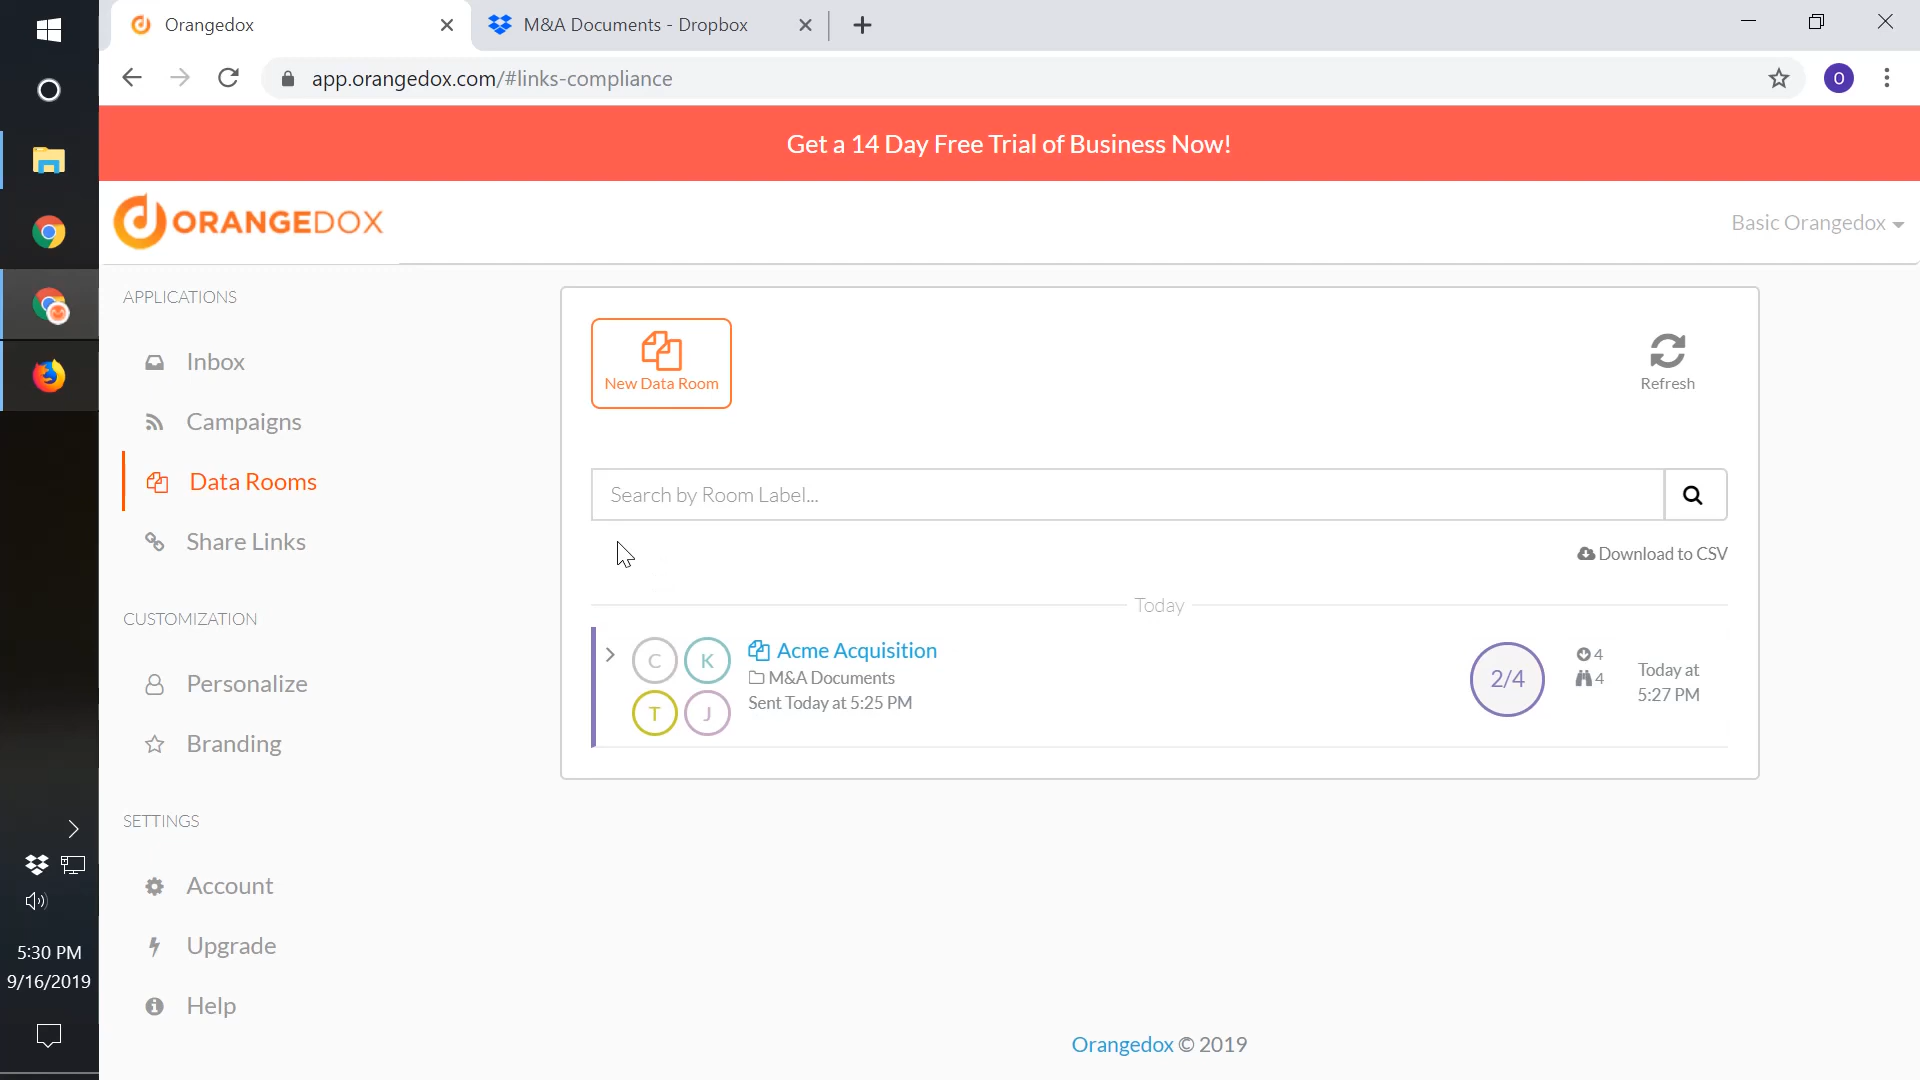 Orangedox
M&A Documents - Dropbox
app.orangedox.com/#links-compliance
O
Get a 14 Day Free Trial of Business Now!
ORANGEDOX
Basic Orangedox
APPLICATIONS
Inbox
Campaigns
Data Rooms
Share Links
CUSTOMIZATION
Personalize
Branding
SETTINGS
Account
Upgrade
Help
New Data Room
Refresh
Search by Room Label...
Download to CSV
Today
C
K
T
J
Acme Acquisition
M&A Documents
Sent Today at 5:25 PM
2/4
4
4
Today at
5:27 PM
Orangedox © 2019
5:30 PM
9/16/2019